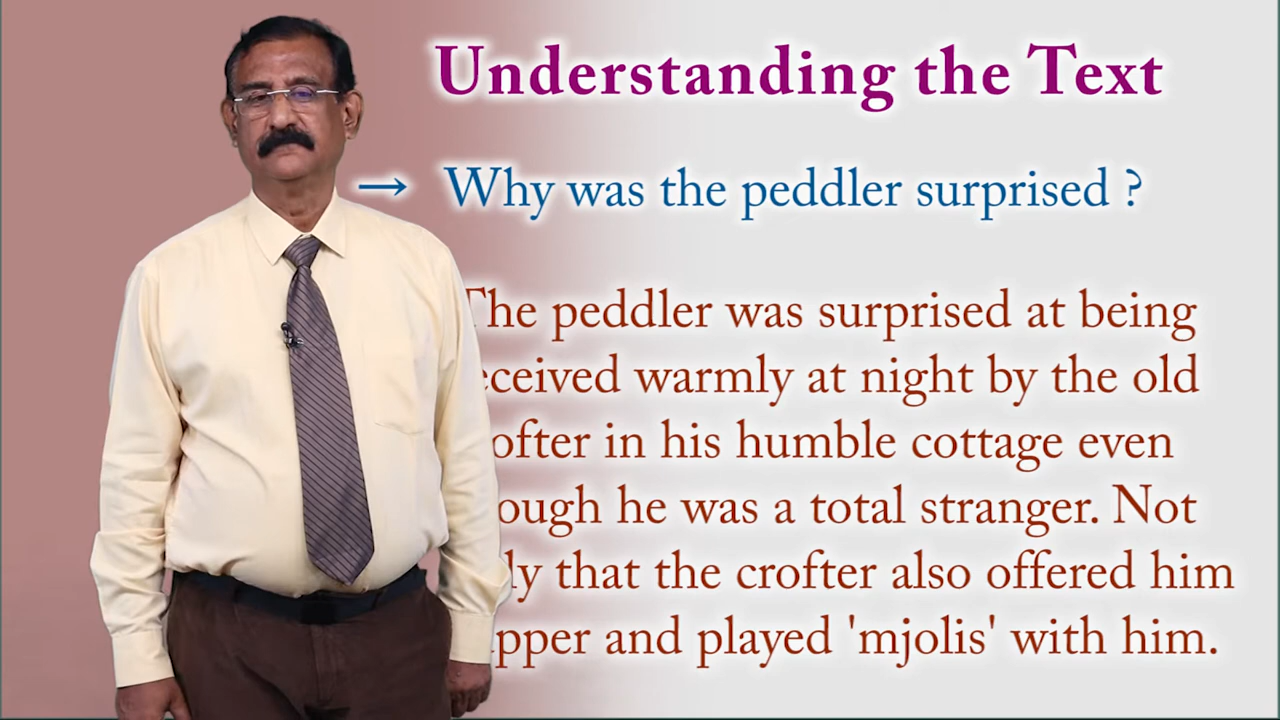 Understanding the Text
→ Why was the peddler surprised ?
The peddler was surprised at being
warmly at night by the old
in his humble cottage even
he was a total stranger. Not
that the crofter also offered him
and played 'mjolis' with him.